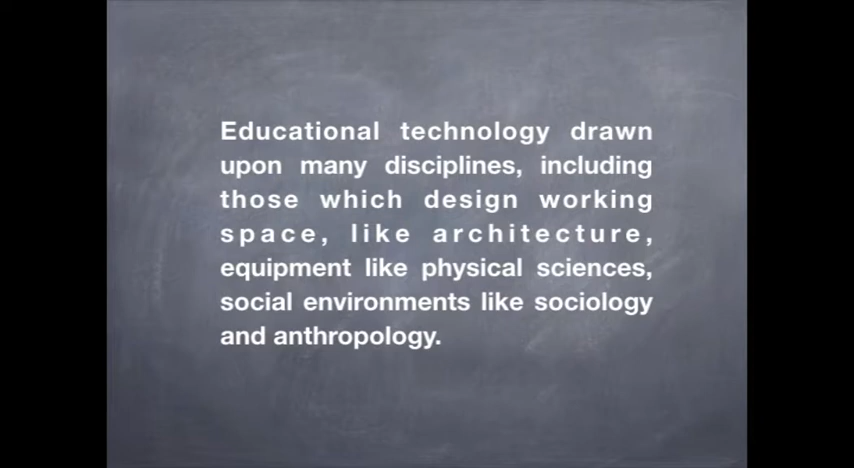 Educational technology drawn
upon many disciplines, including
those which design working
space, like architecture,
equipment like physical sciences,
social environments like sociology
and anthropology.